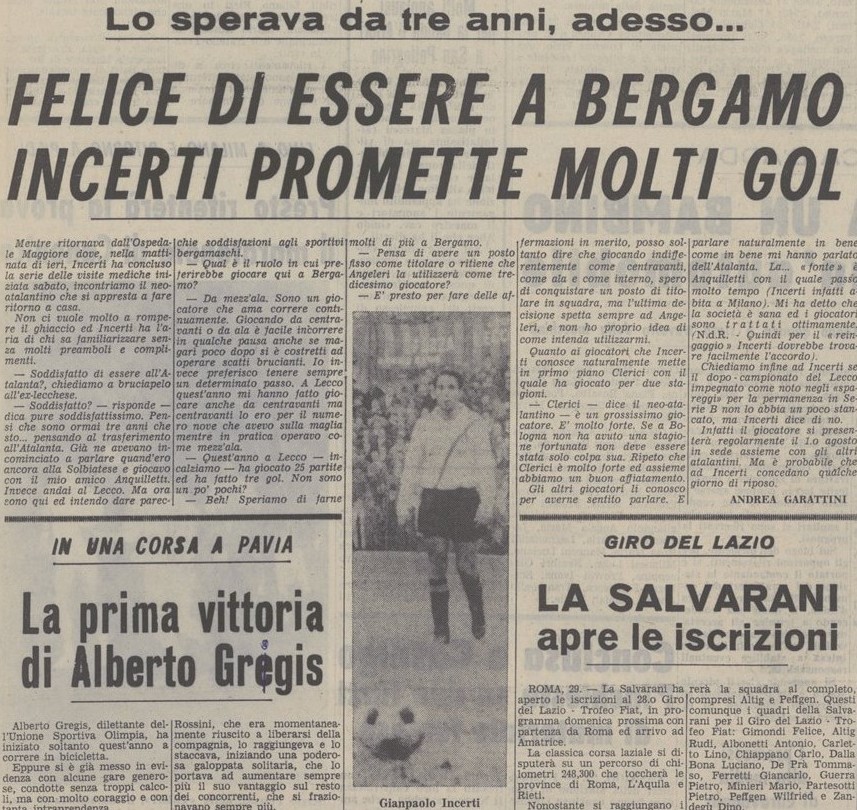 Lo sperava da tre anni, adesso...
FELICE DI ESSERE A BERGAMO
INCERTI PROMETTE MOLTI GOL
Mentre ritornava dall'Ospeda-
le Maggiore dove, nella matti-
nata di ieri, Incerti ha concluso
la serie delle visite mediche ini-
ziata sabato, incontriamo il neo-
atalantino che si appresta a fare
ritorno a casa.
Non ci vuole molto a rompe-
re il ghiaccio ed Incerti ha l'a-
ria di chi sa familiarizzare sen-
za molti preamboli e compli-
menti.
— Soddisfatto di essere all'A-
talanta?, chiediamo a bruciapelo
all'ex-lecchese.
— Soddisfatto? — risponde —
dica pure soddisfattissimo. Pen-
si che sono ormai tre anni che
sto... pensando al trasferimento
all'Atalanta. Già ne avevano in-
cominciato a parlare quand'ero
ancora alla Solbiatese e giocavo
con il mio amico Anquilletti.
Invece andai al Lecco. Ma ora
sono qui ed intendo dare parec-
chie soddisfazioni agli sportivi
bergamaschi.
— Qual è il ruolo in cui pre-
ferirebbe giocare qui a Berga-
mo?
— Da mezz'ala. Sono un gio-
catore che ama correre conti-
nuamente. Giocando da centra-
vanti o da ala è facile incorrere
in qualche pausa anche se ma-
gari poco dopo si è costretti ad
operare scatti brucianti. Io in-
vece preferisco tenere sempre
un determinato passo. A Lecco
quest'anno mi hanno fatto gio-
care anche da centravanti ma
centravanti lo ero per il nume-
ro nove che avevo sulla maglia
mentre in pratica operavo co-
me mezz'ala.
— Quest'anno a Lecco — in-
calziamo — ha giocato 25 partite
ed ha fatto tre gol. Non sono
un po' pochi?
— Beh! Speriamo di farne
molti di più a Bergamo.
— Pensa di avere un posto
fisso come titolare o ritiene che
Angeleri la utilizzerà come tre-
dicesimo giocatore?
— E' presto per fare delle af-
fermazioni in merito, posso sol-
tanto dire che giocando indiffe-
rentemente come centravanti,
come ala e come interno, spero
di conquistare un posto di tito-
lare in squadra, ma l'ultima de-
cisione spetta sempre ad Ange-
leri, e non ho proprio idea di
come intenda utilizzarmi.
Quanto ai giocatori che Incer-
ti conosce naturalmente mette
in primo piano Clerici con il
quale ha giocato per due sta-
gioni.
— Clerici — dice il neo-ata-
lantino — è un grossissimo gio-
catore. E' molto forte. Se a Bo-
logna non ha avuto una stagio-
ne fortunata non deve essere
stata solo colpa sua. Ripeto che
Clerici è molto forte ed assieme
abbiamo un buon affiatamento.
Gli altri giocatori li conosco
per averne sentito parlare. E
parlare naturalmente in bene
come in bene mi hanno parlato
dell'Atalanta. La... «fonte» è
Anquilletti con il quale passo
molto tempo (Incerti infatti a-
bita a Milano). Mi ha detto che
la società è sana ed i giocatori
sono trattati ottimamente.
(N.d.R. - Quindi per il «rein-
gaggio» Incerti dovrebbe trova-
re facilmente l'accordo).
Chiediamo infine ad Incerti se
il dopo - campionato del Lecco
impegnato come noto negli «spa-
reggi» per la permanenza in Se-
rie B non lo abbia un poco stan-
cato, ma Incerti dice di no.
Infatti il giocatore si presen-
terà regolarmente il 1.o agosto
in sede assieme con gli altri
atalantini. Ma è probabile che
ad Incerti concedano qualche
giorno di riposo.
ANDREA GARATTINI
Gianpaolo Incerti
IN UNA CORSA A PAVIA
La prima vittoria
di Alberto Gregis
Alberto Gregis, dilettante del-
l'Unione Sportiva Olimpia, ha
iniziato soltanto quest'anno a
correre in bicicletta.
Eppure si è già messo in evi-
denza con alcune gare genero-
se, condotte senza troppi calco-
li, ma con molto coraggio e con
tanta intraprendenza.
Rossini, che era momentanea-
mente riuscito a liberarsi della
compagnia, lo raggiungeva e lo
staccava, iniziando una podero-
sa galoppata solitaria, che lo
portava ad aumentare sempre
più il suo vantaggio sul resto
dei concorrenti, che si frazio-
navano sempre più.
GIRO DEL LAZIO
LA SALVARANI
apre le iscrizioni
ROMA, 29. — La Salvarani ha
aperto le iscrizioni al 28.o Giro
del Lazio - Trofeo Fiat, in pro-
gramma domenica prossima con
partenza da Roma ed arrivo ad
Amatrice.
La classica corsa laziale si di-
sputerà su un percorso di chi-
lometri 248,300 che toccherà le
province di Roma, L'Aquila e
Rieti.
Nonostante si raggiungano i
rerà la squadra al completo,
compresi Altig e Peffgen. Questi
comunque i quadri della Salva-
rani per il Giro del Lazio - Tro-
feo Fiat: Gimondi Felice, Altig
Rudi, Albonetti Antonio, Carlet-
to Lino, Chiappano Carlo, Dalla
Bona Luciano, De Prà Tomma-
so, Ferretti Giancarlo, Guerra
Pietro, Minieri Mario, Partesotti
Pietro, Peffgen Wilfried e Zan-
degù Dino.